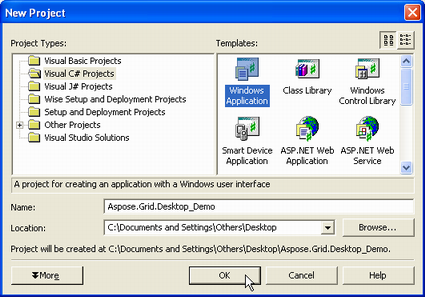 New Project
Project Types:
Templates:
Visual Basic Projects
Visual C# Projects
Visual J# Projects
Wise Setup and Deployment Projects
Setup and Deployment Projects
Other Projects
Visual Studio Solutions
Windows Application
Class Library
Windows Control Library
Smart Device Application
ASP.NET Web Application
ASP.NET Web Service
A project for creating an application with a Windows user interface
Name:
Aspose.Grid.Desktop_Demo
Location:
C:\Documents and Settings\Others\Desktop
Browse...
Project will be created at C:\Documents and Settings\Others\Desktop\Aspose.Grid.Desktop_Demo.
More
OK
Cancel
Help